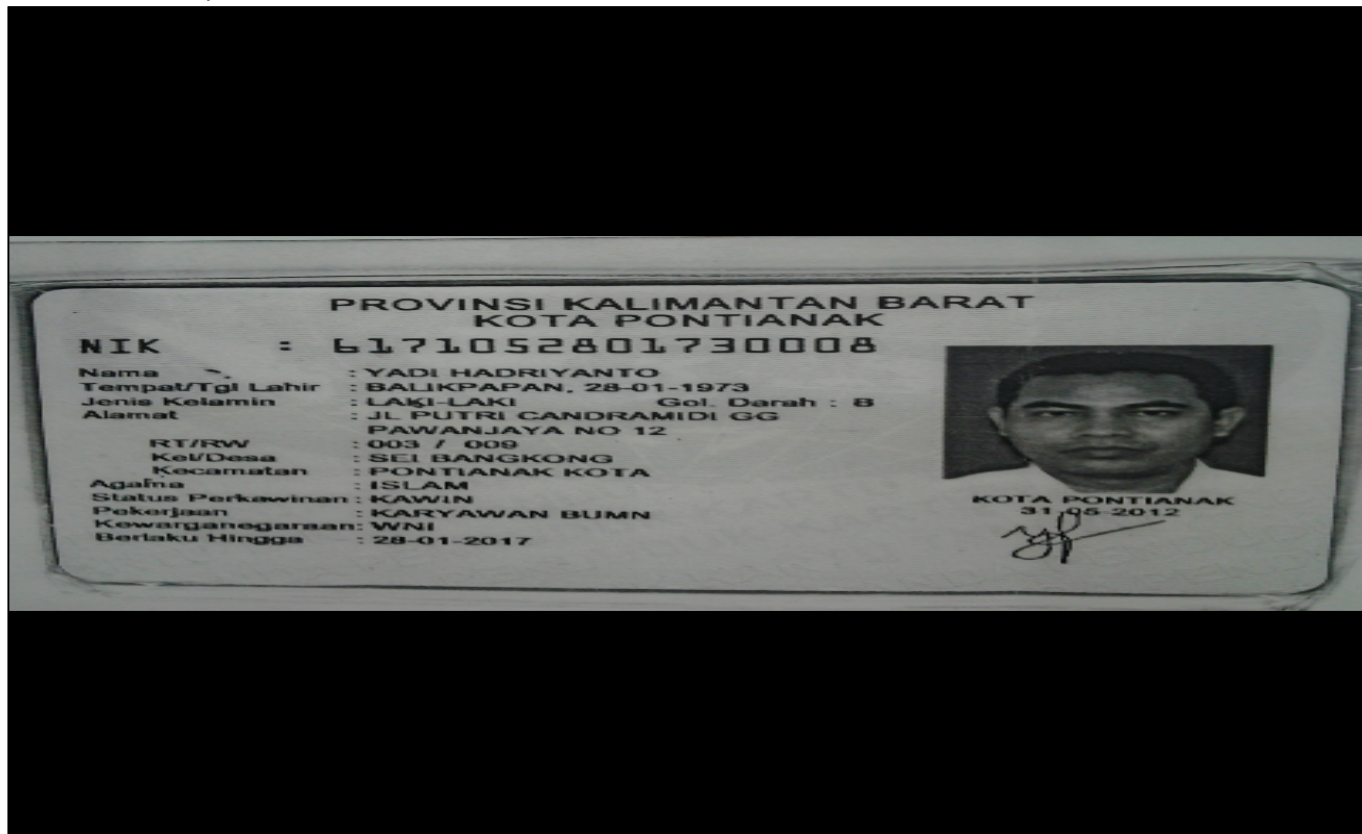 PROVINSI KALIMANTAN BARAT
KOTA PONTIANAK
NIK : 6171052801730008
Nama : YADI HADRIYANTO
Tempat/Tgl Lahir : BALIKPAPAN, 28-01-1973
Jenis Kelamin : LAKI-LAKI Gol. Darah : B
Alamat : JL PUTRI CANDRAMIDI GG
PAWANJAYA NO 12
RT/RW : 003 / 009
Kel/Desa : SEI BANGKONG
Kecamatan : PONTIANAK KOTA
Agama : ISLAM
Status Perkawinan : KAWIN
Pekerjaan : KARYAWAN BUMN
Kewarganegaraan : WNI
Berlaku Hingga : 28-01-2017
KOTA PONTIANAK
31-05-2012